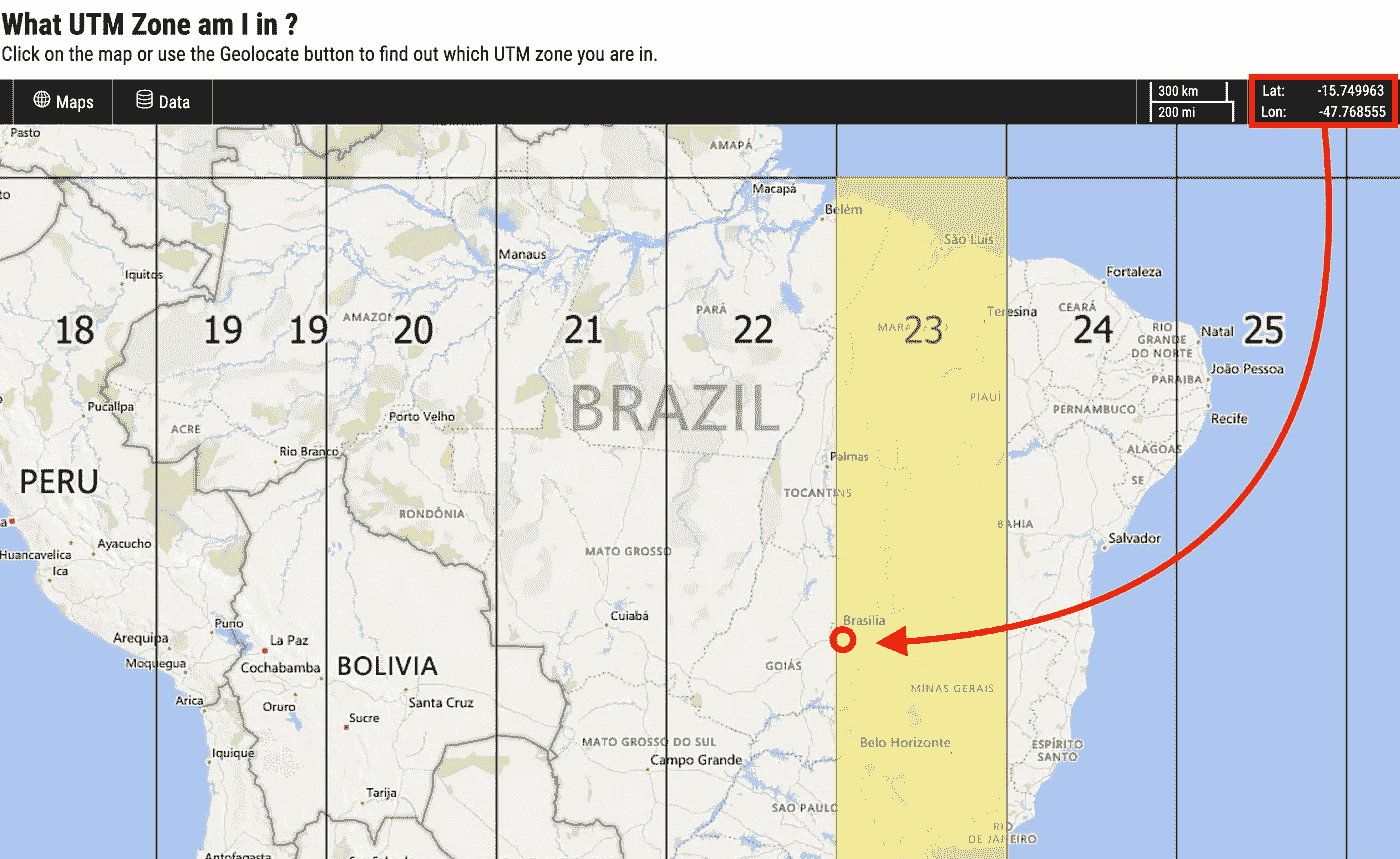 What UTM Zone am I in ?
Click on the map or use the Geolocate button to find out which UTM zone you are in.
Maps
Data
300 km
200 mi
Lat: -15.749963
Lon: -47.768555
Pasto
AMAPÁ
Macapá
Belém
São Luís
Manaus
Iquitos
Fortaleza
Teresina
CEARÁ
PARÁ
AMAZON
18
19
19
20
21
22
23
24
25
RIO
GRANDE
DO NORTE
Natal
João Pessoa
PARAIBA
PIAUÍ
BRAZIL
Pucallpa
Porto Velho
PERNAMBUCO
Recife
ACRE
Rio Branco
ALAGOAS
Palmas
PERU
SE
TOCANTINS
RONDÔNIA
BAHIA
Salvador
Ayacucho
Huancavelica
Ica
MATO GROSSO
Cuiabá
Brasília
Puno
Arequipa
La Paz
Moquegua
Cochabamba
BOLIVIA
GOIÁS
MINAS GERAIS
Arica
Oruro
Santa Cruz
Sucre
Iquique
MATO GROSSO DO SUL
Belo Horizonte
ESPÍRITO
SANTO
Campo Grande
Tarija
SAO PAULO
RIO
DE JANEIRO
Antofagasta